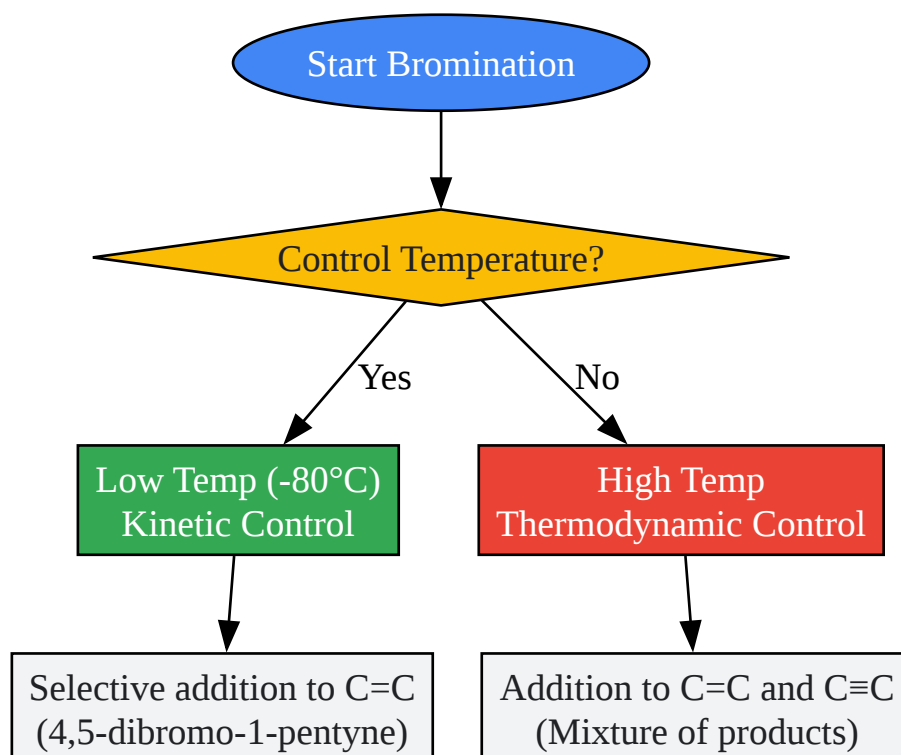 Start Bromination
Control Temperature?
Yes
No
Low Temp (-80°C)
Kinetic Control
High Temp
Thermodynamic Control
Selective addition to C=C
(4,5-dibromo-1-pentyne)
Addition to C=C and C≡C
(Mixture of products)